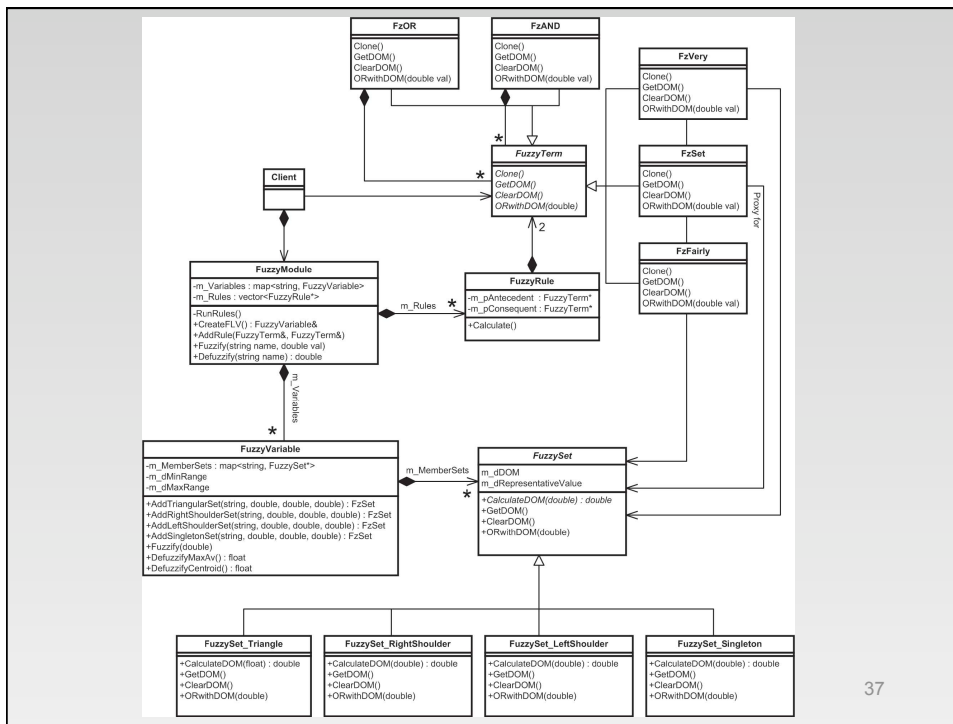 FzOR
Clone()
GetDOM()
ClearDOM()
ORwithDOM(double val)
FzAND
Clone()
GetDOM()
ClearDOM()
ORwithDOM(double val)
FzVery
Clone()
GetDOM()
ClearDOM()
ORwithDOM(double val)
*
*
FuzzyTerm
Clone()
GetDOM()
ClearDOM()
ORwithDOM(double)
FzSet
Clone()
GetDOM()
ClearDOM()
ORwithDOM(double val)
Proxy for
Client
2
FzFairly
Clone()
GetDOM()
ClearDOM()
ORwithDOM(double val)
FuzzyModule
-m_Variables : map<string, FuzzyVariable>
-m_Rules : vector<FuzzyRule*>
-RunRules()
+CreateFLV() : FuzzyVariable&
+AddRule(FuzzyTerm&, FuzzyTerm&)
+Fuzzify(string name, double val)
+Defuzzify(string name) : double
m_Rules
*
FuzzyRule
-m_pAntecedent : FuzzyTerm*
-m_pConsequent : FuzzyTerm*
+Calculate()
m_Variables
*
FuzzyVariable
-m_MemberSets : map<string, FuzzySet*>
-m_dMinRange
-m_dMaxRange
+AddTriangularSet(string, double, double, double) : FzSet
+AddRightShoulderSet(string, double, double, double) : FzSet
+AddLeftShoulderSet(string, double, double, double) : FzSet
+AddSingletonSet(string, double, double, double) : FzSet
+Fuzzify(double)
+DefuzzifyMaxAv() : float
+DefuzzifyCentroid() : float
m_MemberSets
*
FuzzySet
m_dDOM
m_dRepresentativeValue
+CalculateDOM(double) : double
+GetDOM()
+ClearDOM()
+ORwithDOM(double)
FuzzySet_Triangle
+CalculateDOM(float) : double
+GetDOM()
+ClearDOM()
+ORwithDOM(double)
FuzzySet_RightShoulder
+CalculateDOM(double) : double
+GetDOM()
+ClearDOM()
+ORwithDOM(double)
FuzzySet_LeftShoulder
+CalculateDOM(double) : double
+GetDOM()
+ClearDOM()
+ORwithDOM(double)
FuzzySet_Singleton
+CalculateDOM(double) : double
+GetDOM()
+ClearDOM()
+ORwithDOM(double)
37